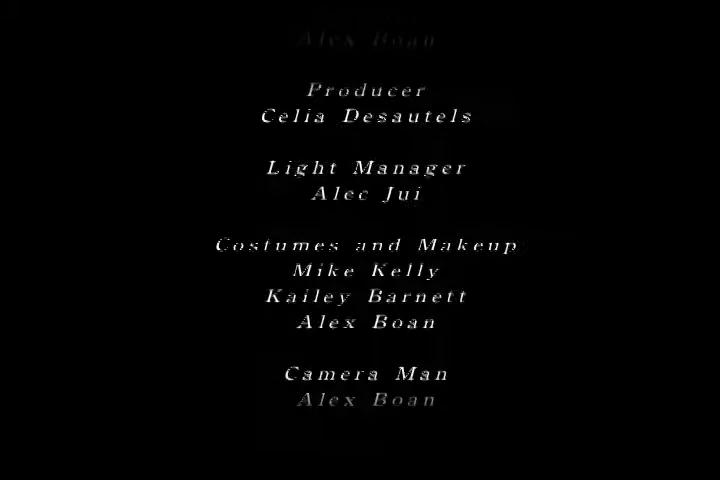 Alex Boan
Producer
Celia Desautels
Light Manager
Alec Jui
Costumes and Makeup
Mike Kelly
Kailey Barnett
Alex Boan
Camera Man
Alex Boan